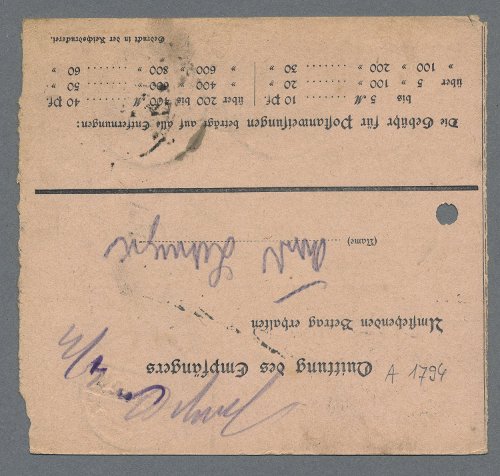 Quittung des Empfängers
A 1794
Umstehenden Betrag erhalten
(Name)
Die Gebühr für Postanweisungen beträgt auf alle Entfernungen:
bis 5 M 10 Pf.
über 5 „ 100 „ 20 „
„ 100 „ 200 „ 30 „
über 200 bis 400 M 40 Pf.
„ 400 „ 600 „ 50 „
„ 600 „ 800 „ 60 „
Gedruckt in der Reichsdruckerei.